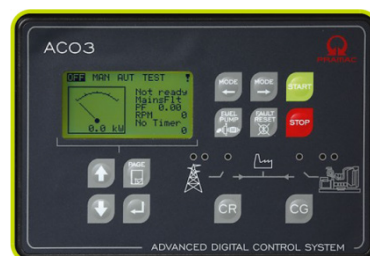 AC03
PRAMAC
OFF MAN AUT TEST !
Not ready
MainsFlt
PF 0.00
RPM 0
No Timer
0
0.0 kW
MODE
MODE
START
FUEL PUMP
FAULT RESET
STOP
PAGE
CR
CG
ADVANCED DIGITAL CONTROL SYSTEM